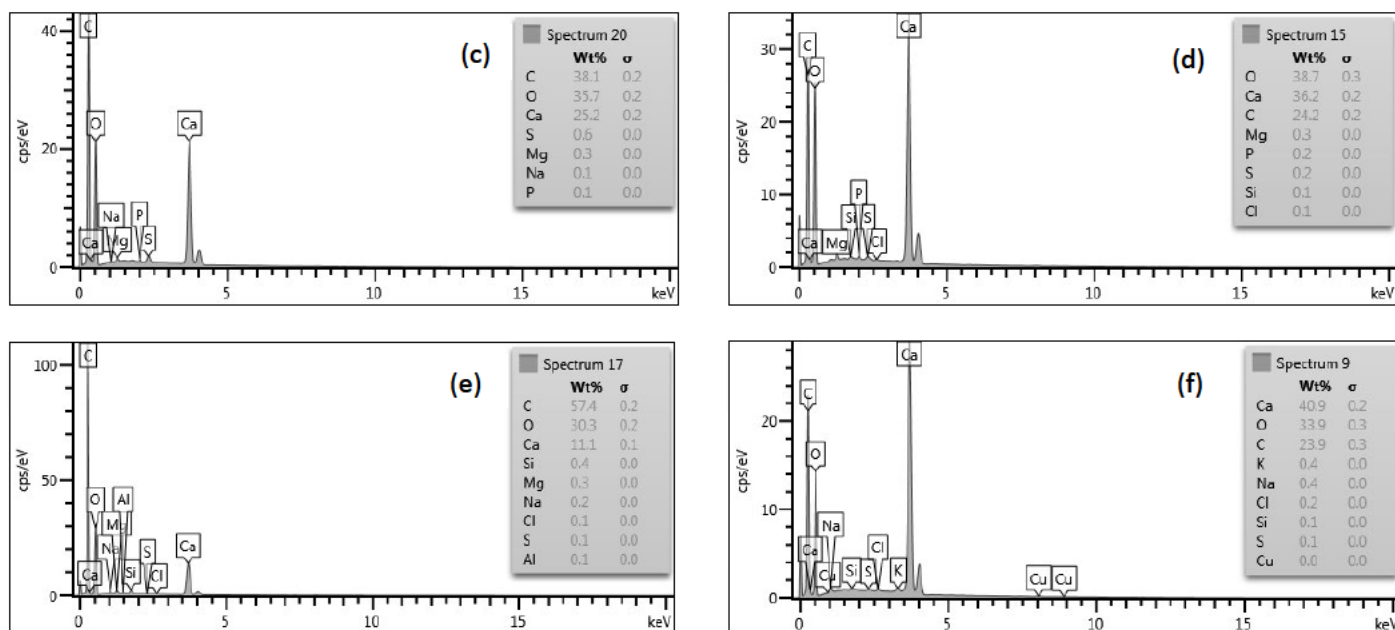 (c)
Spectrum 20
Wt% σ
C 38.1 0.2
O 35.7 0.2
Ca 25.2 0.2
S 0.6 0.0
Mg 0.3 0.0
Na 0.1 0.0
P 0.1 0.0
cps/eV
40
20
0
C
O
Ca
Na
Mg
P
S
Ca
0 5 10 15 keV
(d)
Spectrum 15
Wt% σ
O 38.7 0.3
Ca 36.2 0.2
C 24.2 0.2
Mg 0.3 0.0
P 0.2 0.0
S 0.2 0.0
Si 0.1 0.0
Cl 0.1 0.0
cps/eV
30
20
10
0
Ca
C
O
P
Si
S
Ca
Mg
Cl
0 5 10 15 keV
(e)
Spectrum 17
Wt% σ
C 57.4 0.2
O 30.3 0.2
Ca 11.1 0.1
Si 0.4 0.0
Mg 0.3 0.0
Na 0.2 0.0
Cl 0.1 0.0
S 0.1 0.0
Al 0.1 0.0
cps/eV
100
50
0
C
O
Al
Mg
Na
S
Ca
Ca
Si
Cl
0 5 10 15 keV
(f)
Spectrum 9
Wt% σ
Ca 40.9 0.2
O 33.9 0.3
C 23.9 0.3
K 0.4 0.0
Na 0.4 0.0
Cl 0.2 0.0
Si 0.1 0.0
S 0.1 0.0
Cu 0.0 0.0
cps/eV
20
10
0
Ca
C
O
Na
Ca
Cl
Cu
Si
S
K
Cu
Cu
0 5 10 15 keV